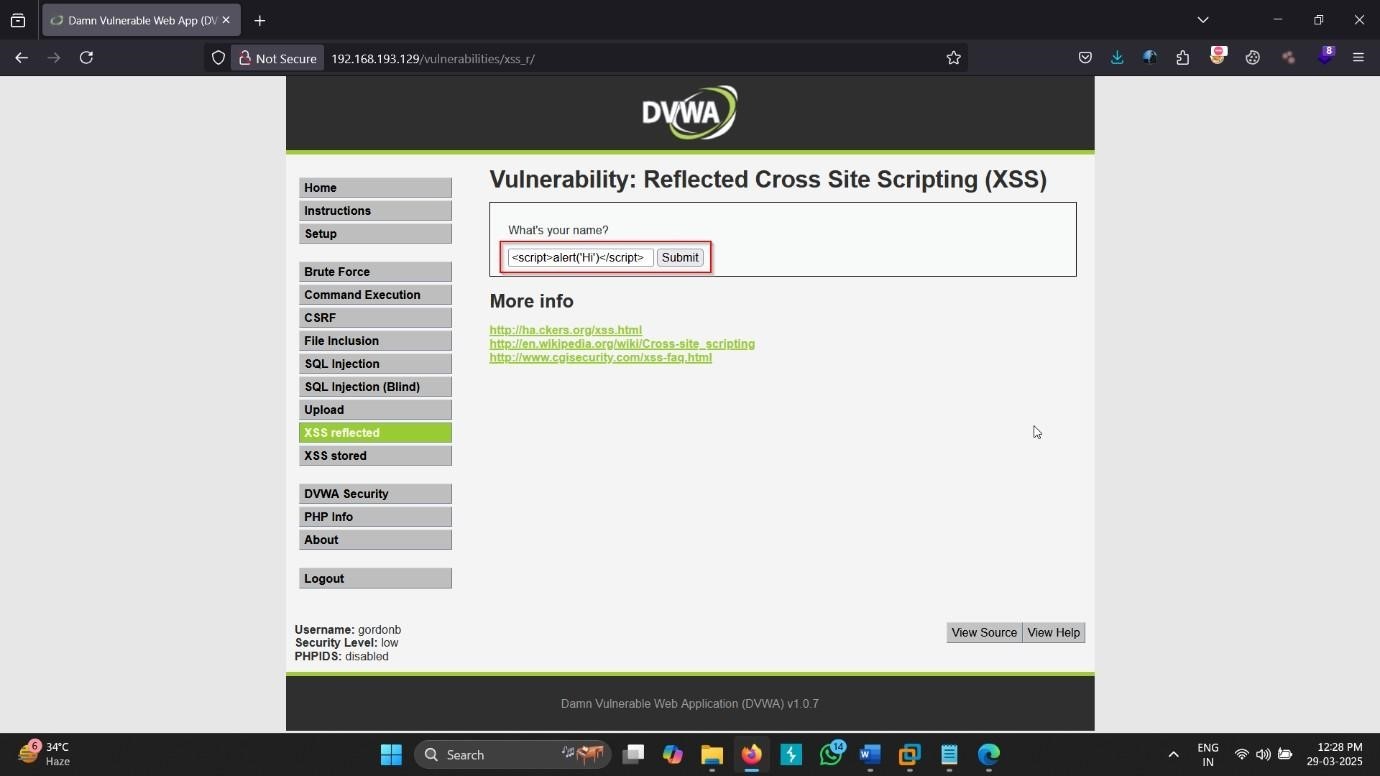 Damn Vulnerable Web App (DV
Not Secure
192.168.193.129/vulnerabilities/xss_r/
8
DVWA
Home
Instructions
Setup
Brute Force
Command Execution
CSRF
File Inclusion
SQL Injection
SQL Injection (Blind)
Upload
XSS reflected
XSS stored
DVWA Security
PHP Info
About
Logout
Vulnerability: Reflected Cross Site Scripting (XSS)
What's your name?
<script>alert('Hi')</script> Submit
More info
http://ha.ckers.org/xss.html
http://en.wikipedia.org/wiki/Cross-site_scripting
http://www.cgisecurity.com/xss-faq.html
Username: gordonb
Security Level: low
PHPIDS: disabled
View Source View Help
Damn Vulnerable Web Application (DVWA) v1.0.7
6
34°C
Haze
Search
14
ENG
IN
12:28 PM
29-03-2025